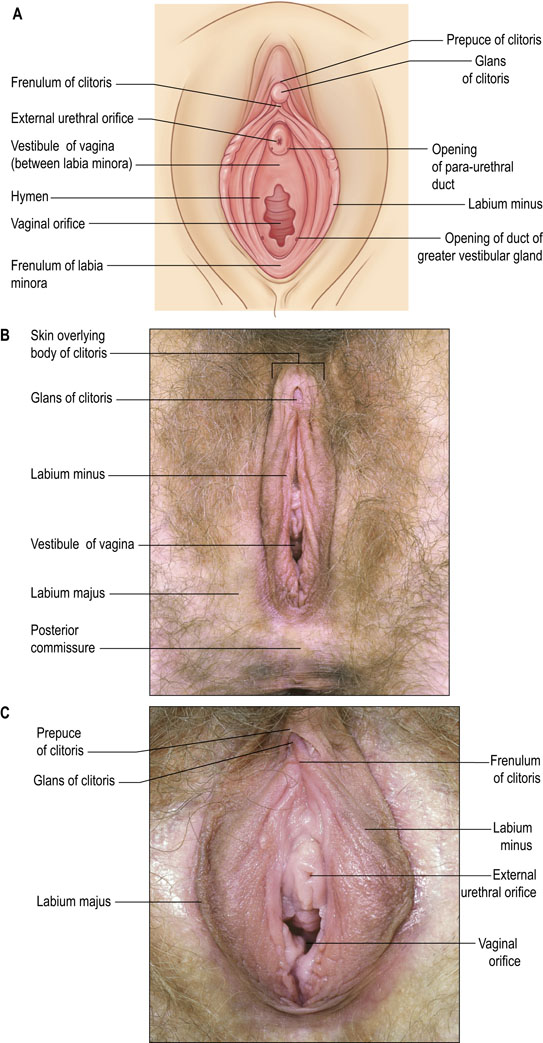 A
Prepuce of clitoris
Glans
of clitoris
Frenulum of clitoris
External urethral orifice
Vestibule of vagina
(between labia minora)
Opening
of para-urethral
duct
Hymen
Labium minus
Vaginal orifice
Opening of duct of
greater vestibular gland
Frenulum of labia
minora
B
Skin overlying
body of clitoris
Glans of clitoris
Labium minus
Vestibule of vagina
Labium majus
Posterior
commissure
C
Prepuce
of clitoris
Glans of clitoris
Frenulum
of clitoris
Labium
minus
External
urethral orifice
Labium majus
Vaginal
orifice